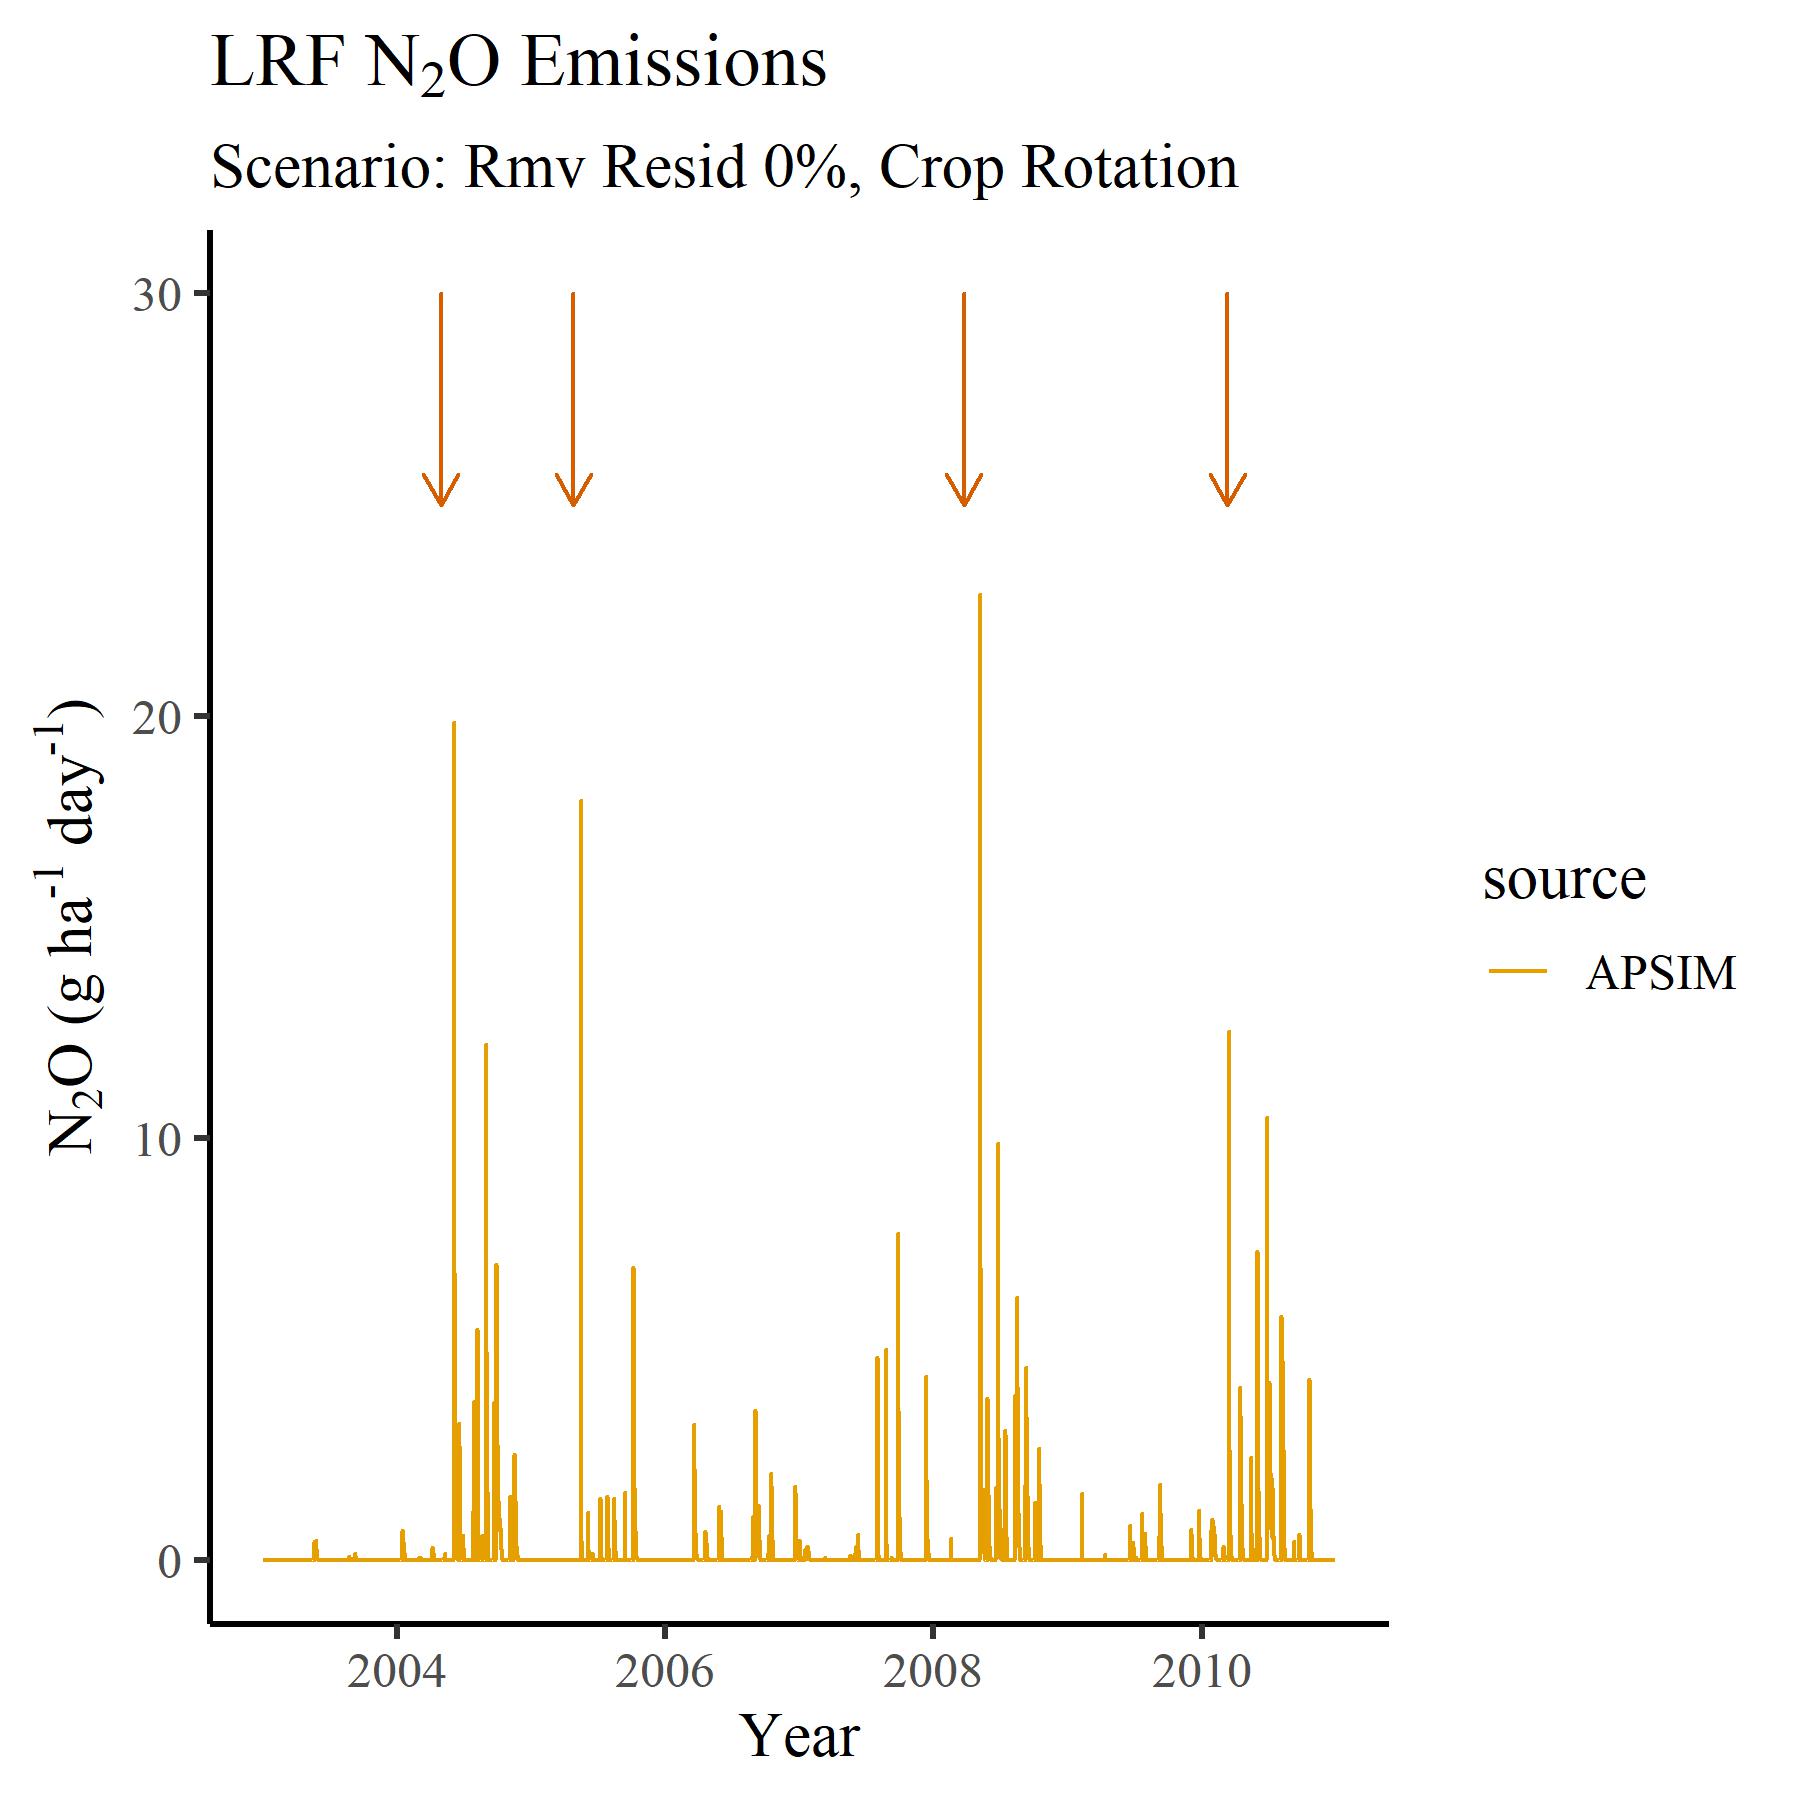 LRF N₂O Emissions
Scenario: Rmv Resid 0%, Crop Rotation
30
20
10
0
N₂O (g ha⁻¹ day⁻¹)
2004 2006 2008 2010
Year
source
APSIM